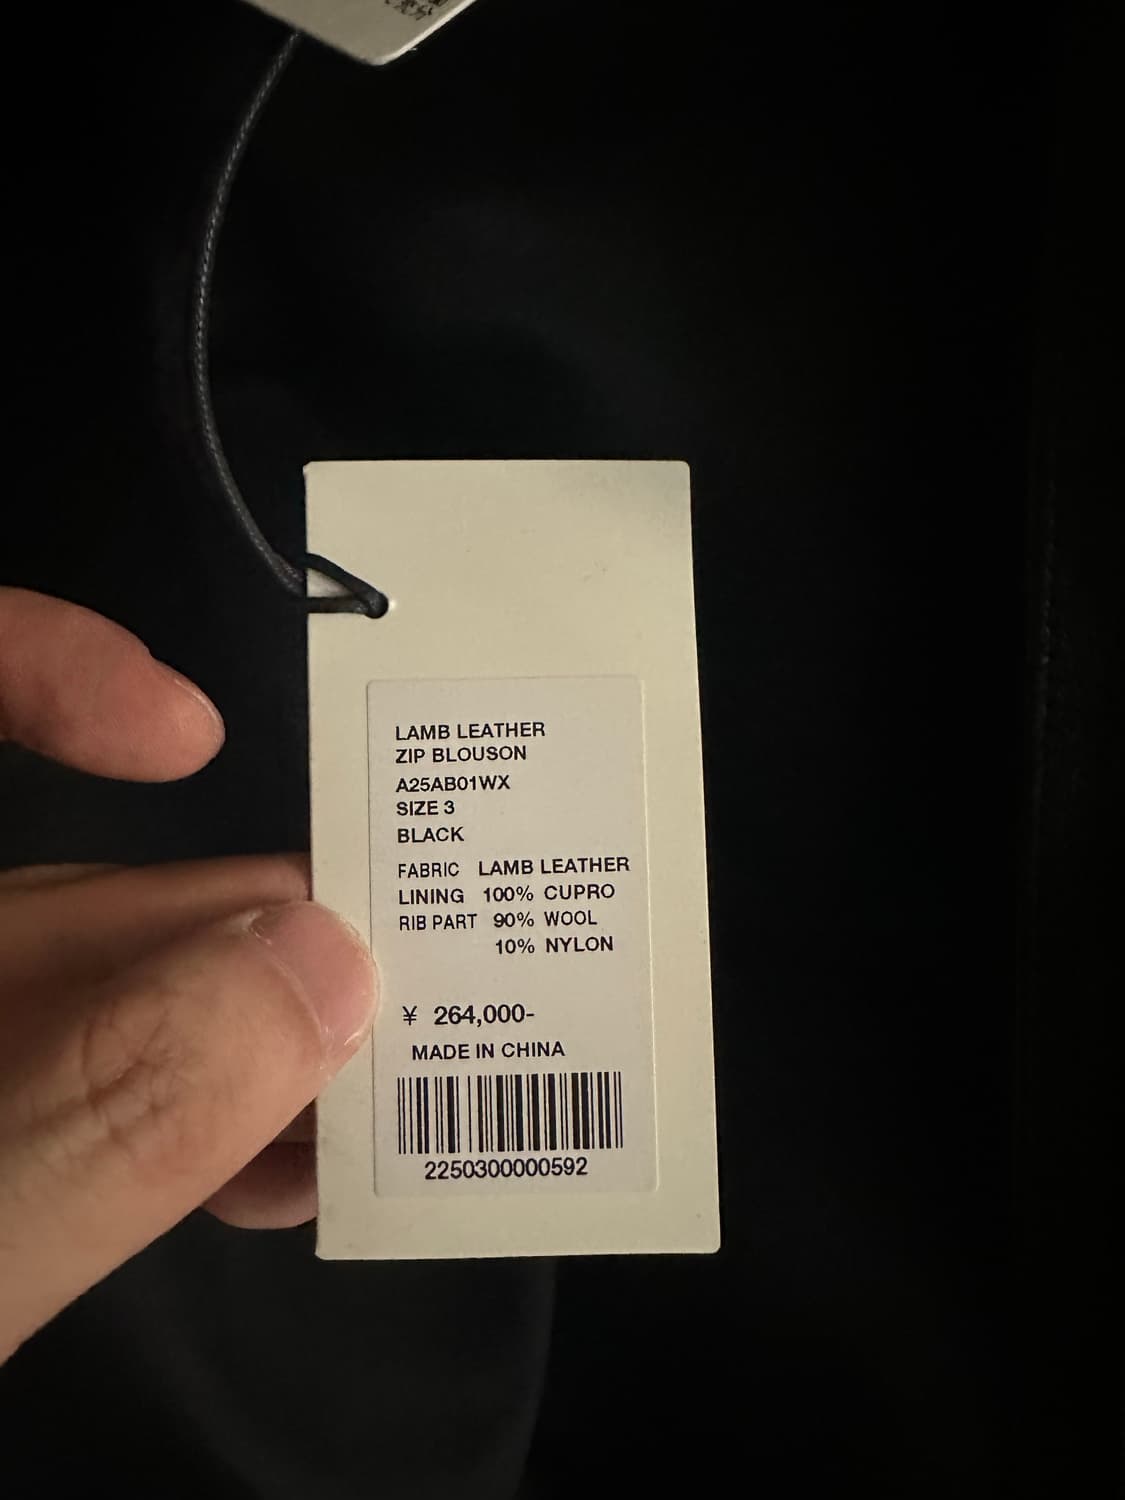 LAMB LEATHER
ZIP BLOUSON
A25AB01WX
SIZE 3
BLACK
FABRIC LAMB LEATHER
LINING 100% CUPRO
RIB PART 90% WOOL
10% NYLON
¥ 264,000-
MADE IN CHINA
2250300000592